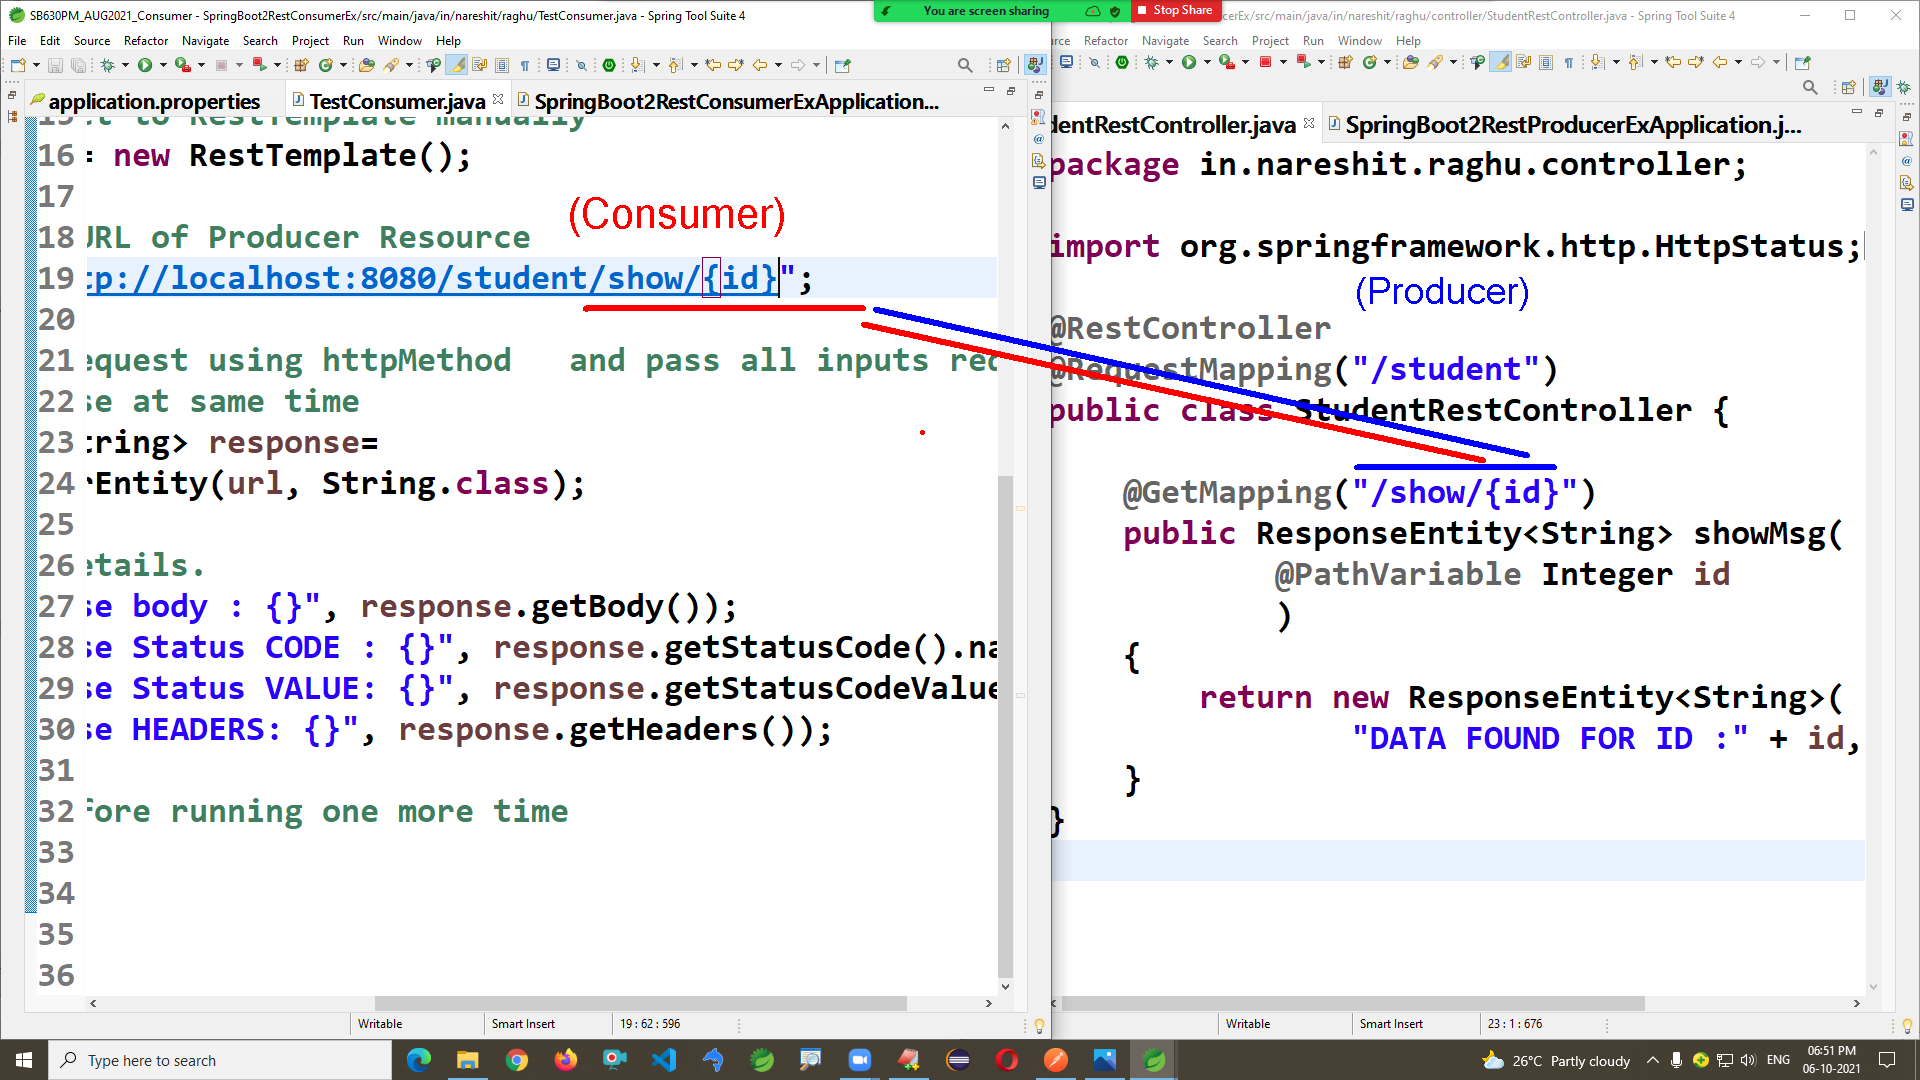 SB630PM_AUG2021_Consumer - SpringBoot2RestConsumerEx/src/main/java/in/nareshit/raghu/TestConsumer.java - Spring Tool Suite 4
You are screen sharing
Stop Share
erEx/src/main/java/in/nareshit/raghu/controller/StudentRestController.java - Spring Tool Suite 4
File Edit Source Refactor Navigate Search Project Run Window Help
rce Refactor Navigate Search Project Run Window Help
application.properties
TestConsumer.java
SpringBoot2RestConsumerExApplication...
15 et to RestTemplate manually
16 = new RestTemplate();
17
(Consumer)
18 URL of Producer Resource
19 tp://localhost:8080/student/show/{id}";
20
21 equest using httpMethod and pass all inputs rec
22 se at same time
23 tring> response=
24 rEntity(url, String.class);
25
26 etails.
27 se body : {}", response.getBody());
28 se Status CODE : {}", response.getStatusCode().na
29 se Status VALUE: {}", response.getStatusCodeValue
30 se HEADERS: {}", response.getHeaders());
31
32 fore running one more time
33
34
35
36
Writable Smart Insert 19 : 62 : 596
dentRestController.java
SpringBoot2RestProducerExApplication.j...
package in.nareshit.raghu.controller;
import org.springframework.http.HttpStatus;
(Producer)
@RestController
@RequestMapping("/student")
public class StudentRestController {
@GetMapping("/show/{id}")
public ResponseEntity<String> showMsg(
@PathVariable Integer id
)
{
return new ResponseEntity<String>(
"DATA FOUND FOR ID :" + id,
}
}
Writable Smart Insert 23 : 1 : 676
Type here to search
26°C Partly cloudy
ENG
06:51 PM
06-10-2021